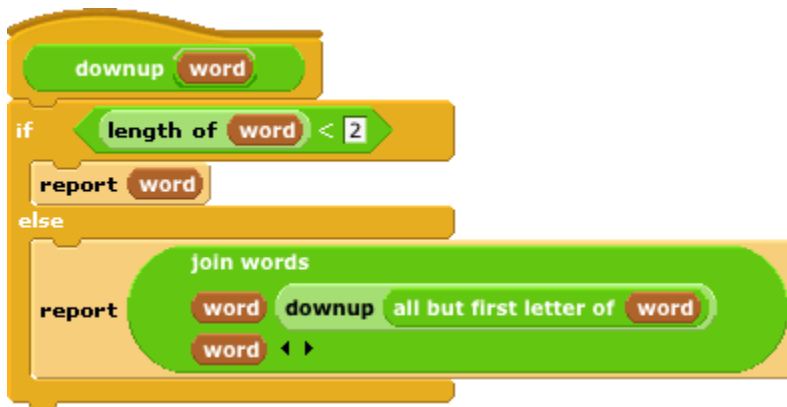 downup word
if length of word < 2
report word
else
join words
report word downup all but first letter of word
word